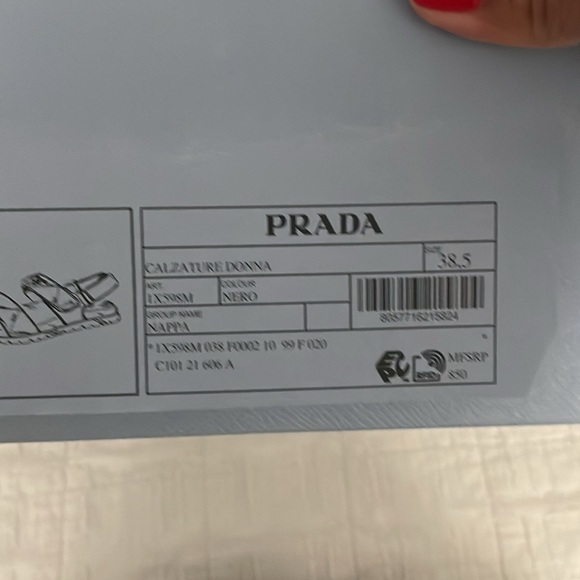 PRADA
CALZATURE DONNA
SIZE
38.5
ART.
1X598M
COLOUR
NERO
GROUP NAME
NAPPA
8057716215824
*1X598M 038 F0002 10 99 F 020
C101 21 606 A
RFID
MFSRP
850